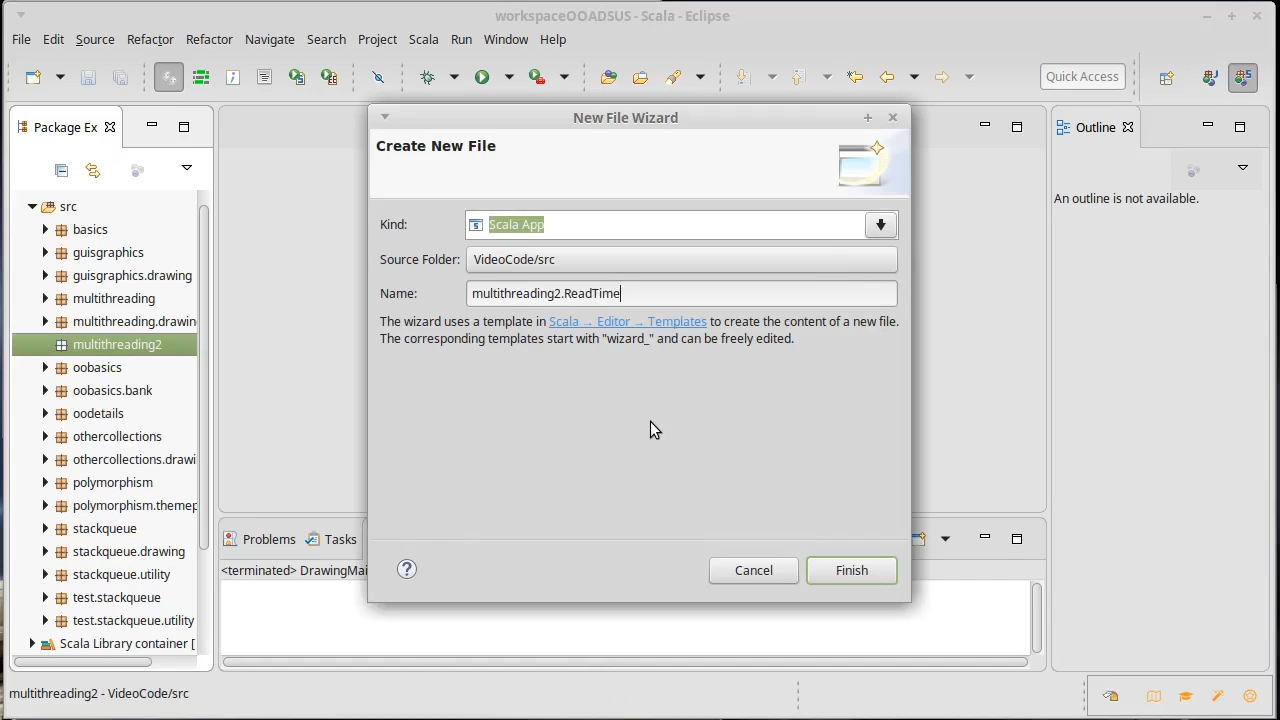 workspaceOOADSUS - Scala - Eclipse
File Edit Source Refactor Refactor Navigate Search Project Scala Run Window Help
Quick Access
Package Ex
New File Wizard
Outline
Create New File
An outline is not available.
src
basics
guisgraphics
guisgraphics.drawing
multithreading
multithreading.drawin
multithreading2
oobasics
oobasics.bank
oodetails
othercollections
othercollections.drawi
polymorphism
polymorphism.themep
stackqueue
stackqueue.drawing
stackqueue.utility
test.stackqueue
test.stackqueue.utility
Scala Library container [
Kind: Scala App
Source Folder: VideoCode/src
Name: multithreading2.ReadTime
The wizard uses a template in Scala → Editor → Templates to create the content of a new file.
The corresponding templates start with "wizard_" and can be freely edited.
Cancel Finish
Problems Tasks
<terminated> DrawingMai
multithreading2 - VideoCode/src